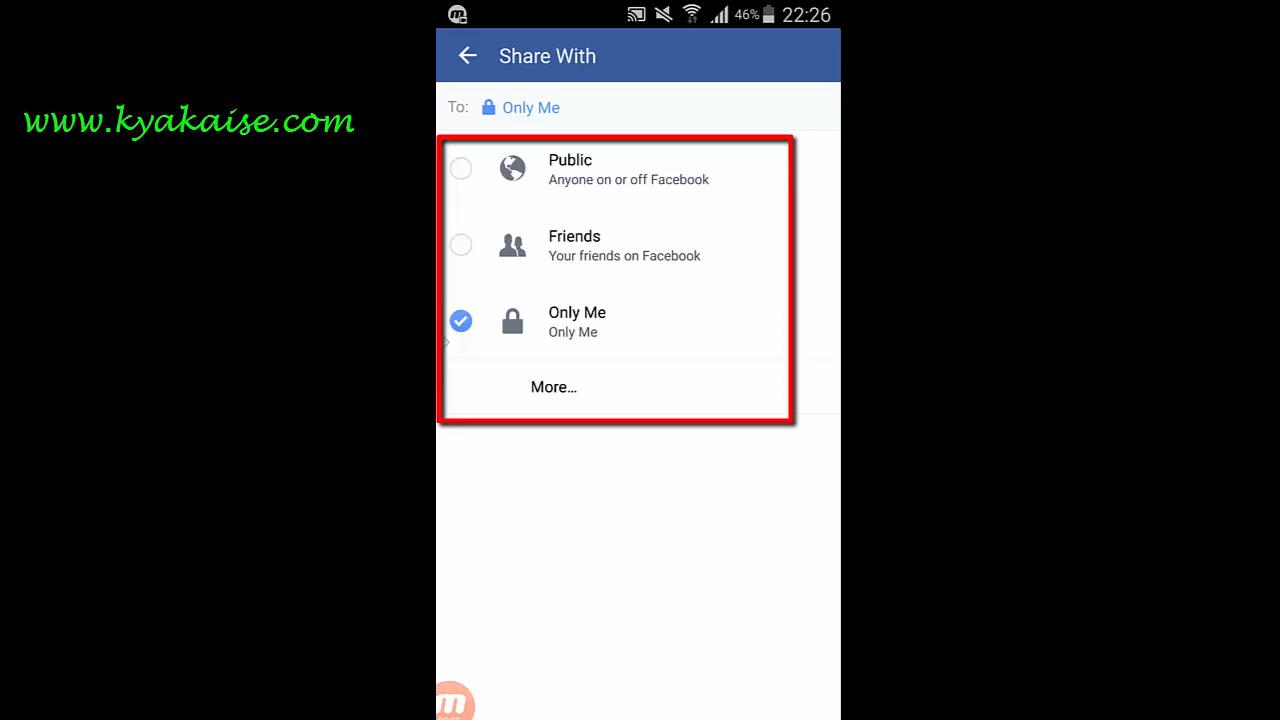 46% 22:26
Share With
www.kyakaise.com
To: Only Me
Public
Anyone on or off Facebook
Friends
Your friends on Facebook
Only Me
Only Me
More...